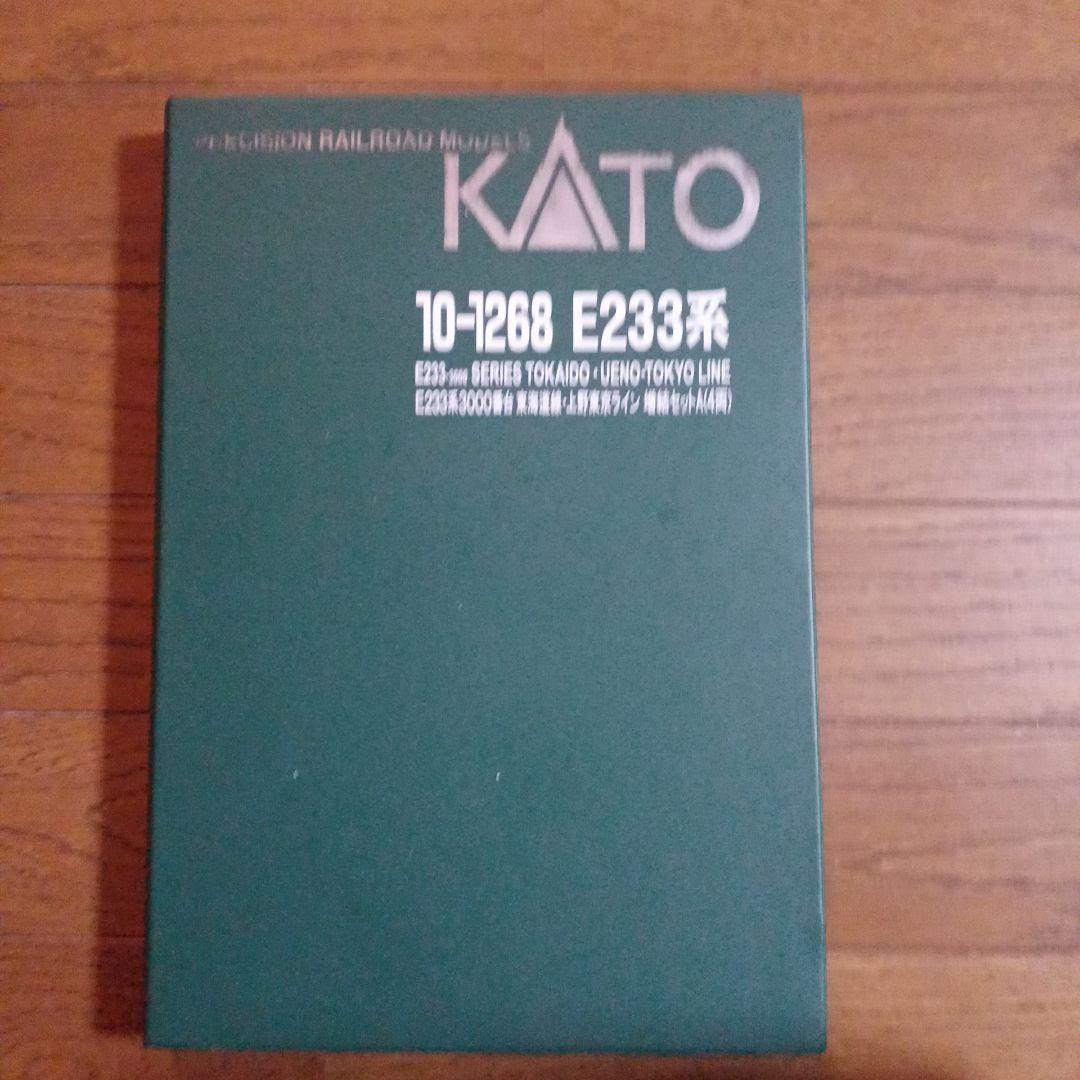 PRECISION RAILROAD MODELS
KATO
10-1268 E233系
E233-3000 SERIES TOKAIDO・UENO-TOKYO LINE
E233系3000番台 東海道線・上野東京ライン 増結セットA(4両)